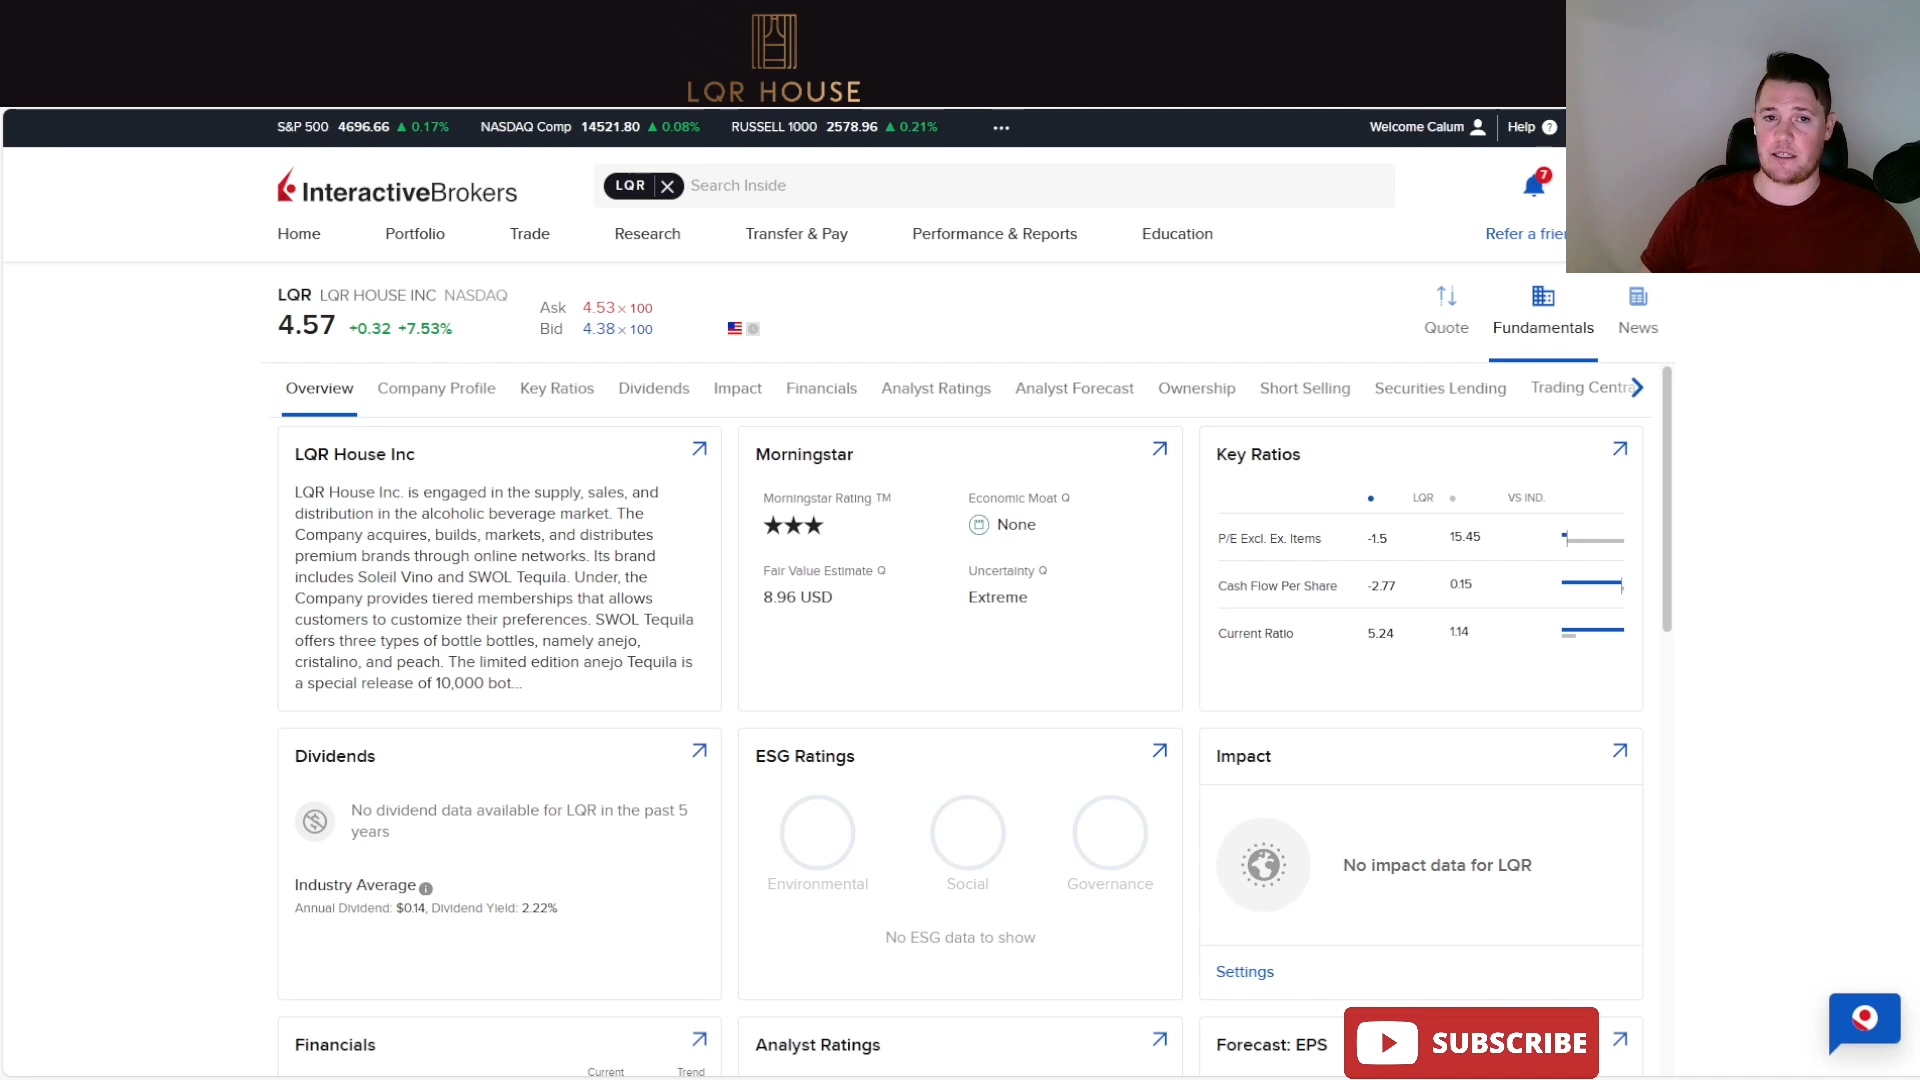 LQR HOUSE
S&P 500 4696.66 ▲ 0.17% NASDAQ Comp 14521.80 ▲ 0.08% RUSSELL 1000 2578.96 ▲ 0.21% ••• Welcome Calum Help ?
InteractiveBrokers
LQR Search Inside
7
Home Portfolio Trade Research Transfer & Pay Performance & Reports Education Refer a frie
LQR LQR HOUSE INC NASDAQ
4.57 +0.32 +7.53%
Ask 4.53 × 100
Bid 4.38 × 100
Quote Fundamentals News
Overview Company Profile Key Ratios Dividends Impact Financials Analyst Ratings Analyst Forecast Ownership Short Selling Securities Lending Trading Centra
LQR House Inc
LQR House Inc. is engaged in the supply, sales, and
distribution in the alcoholic beverage market. The
Company acquires, builds, markets, and distributes
premium brands through online networks. Its brand
includes Soleil Vino and SWOL Tequila. Under, the
Company provides tiered memberships that allows
customers to customize their preferences. SWOL Tequila
offers three types of bottle bottles, namely anejo,
cristalino, and peach. The limited edition anejo Tequila is
a special release of 10,000 bot...
Morningstar
Morningstar Rating TM Economic Moat Q
★★★ None
Fair Value Estimate Q Uncertainty Q
8.96 USD Extreme
Key Ratios
LQR VS IND.
P/E Excl. Ex. Items -1.5 15.45
Cash Flow Per Share -2.77 0.15
Current Ratio 5.24 1.14
Dividends
No dividend data available for LQR in the past 5
years
Industry Average
Annual Dividend: $0.14, Dividend Yield: 2.22%
ESG Ratings
Environmental Social Governance
No ESG data to show
Impact
No impact data for LQR
Settings
Financials
Current Trend
Analyst Ratings
Forecast: EPS
SUBSCRIBE